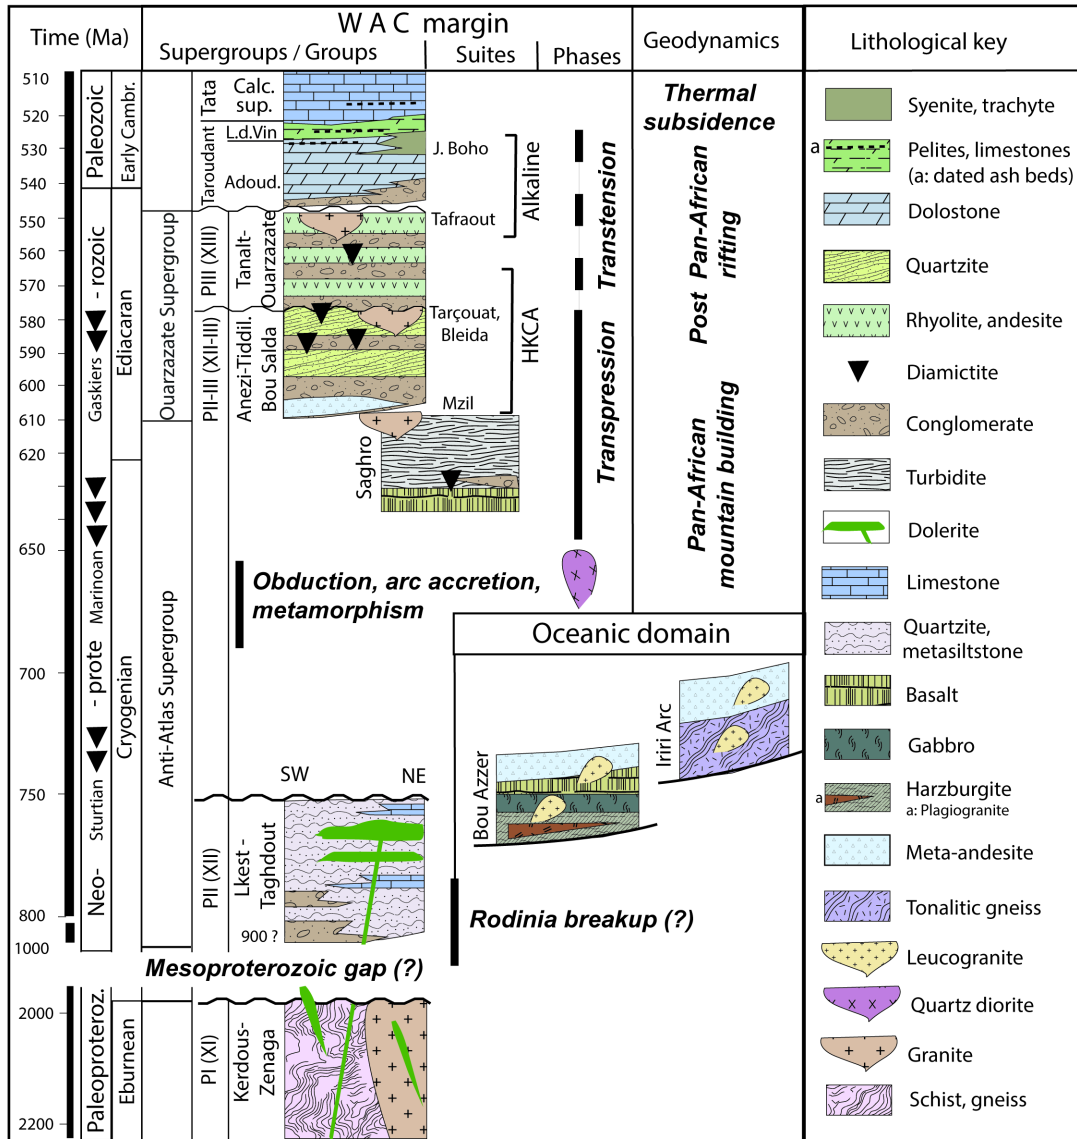 Time (Ma)
W A C margin
Supergroups / Groups
Suites
Phases
Geodynamics
Lithological key
510
520
530
540
550
560
570
580
590
600
610
620
650
700
750
800
1000
2000
2200
Paleozoic
Early Cambr.
Neo-
- prote
- rozoic
Paleoproteroz.
Gaskiers
Marinoan
Sturtian
Ediacaran
Cryogenian
Eburnean
Ouarzazate Supergroup
Anti-Atlas Supergroup
Tata
Calc.
sup.
Taroudant
L.d.Vin
Adoud.
PIII (XIII)
Tanalt-
Ouarzazate
PII-III (XII-III)
Anezi-Tiddil.
Bou Salda
Saghro
PII (XII)
Lkest -
Taghdout
900 ?
SW
NE
PI (XI)
Kerdous-
Zenaga
J. Boho
Tafraout
Alkaline
Tarçouat,
Bleida
Mzil
HKCA
Transtension
Transpression
Thermal
subsidence
Post Pan-African
rifting
Pan-African
mountain building
Obduction, arc accretion,
metamorphism
Oceanic domain
Iriri Arc
Bou Azzer
Rodinia breakup (?)
Mesoproterozoic gap (?)
Syenite, trachyte
a
Pelites, limestones
(a: dated ash beds)
Dolostone
Quartzite
Rhyolite, andesite
Diamictite
Conglomerate
Turbidite
Dolerite
Limestone
Quartzite,
metasiltstone
Basalt
Gabbro
a
Harzburgite
a: Plagiogranite
Meta-andesite
Tonalitic gneiss
Leucogranite
Quartz diorite
Granite
Schist, gneiss